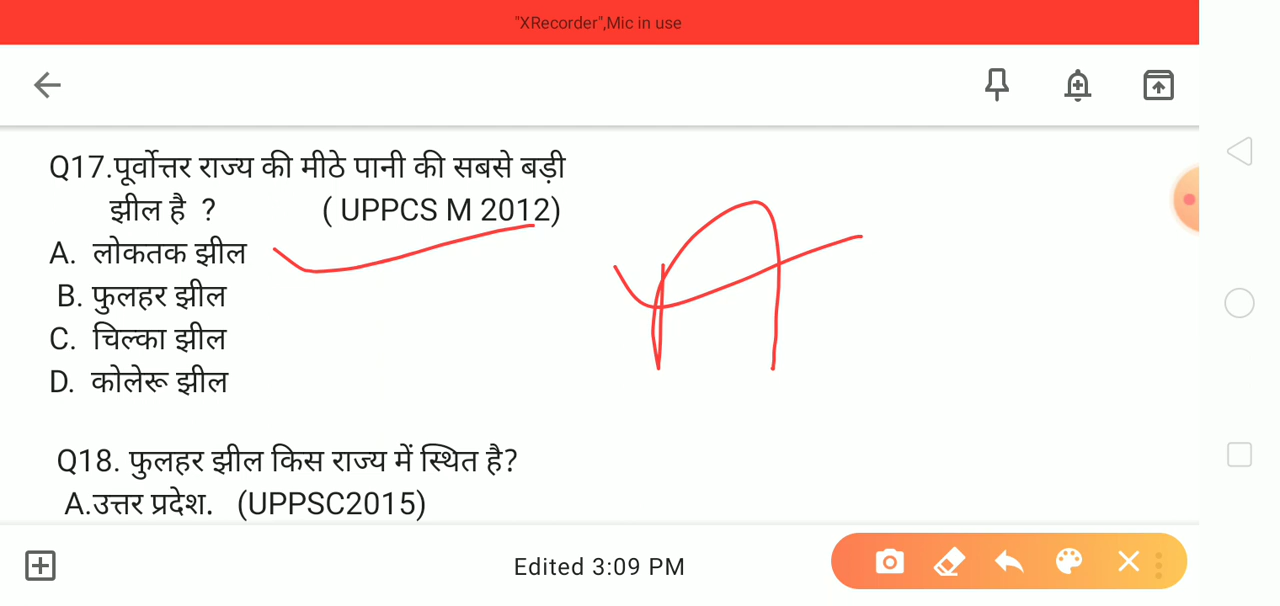 "XRecorder",Mic in use
Q17.पूर्वोत्तर राज्य की मीठे पानी की सबसे बड़ी
झील है ? ( UPPCS M 2012)
A. लोकतक झील
B. फुलहर झील
C. चिल्का झील
D. कोलेरू झील
A
Q18. फुलहर झील किस राज्य में स्थित है?
A.उत्तर प्रदेश. (UPPSC2015)
Edited 3:09 PM